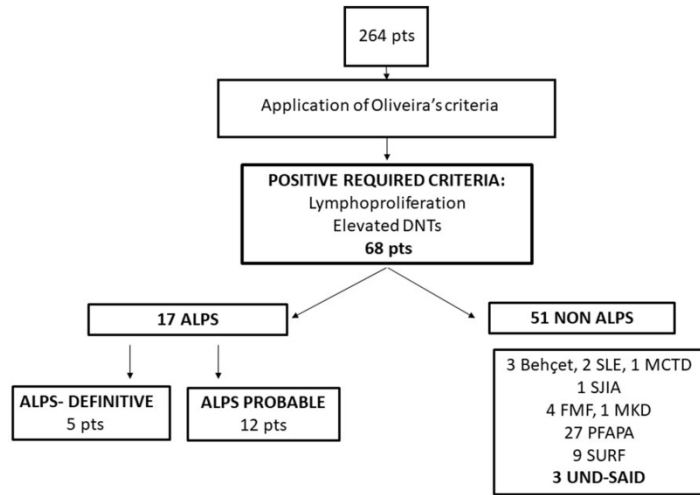 264 pts
Application of Oliveira's criteria
POSITIVE REQUIRED CRITERIA:
Lymphoproliferation
Elevated DNTs
68 pts
17 ALPS
51 NON ALPS
ALPS- DEFINITIVE
5 pts
ALPS PROBABLE
12 pts
3 Behçet, 2 SLE, 1 MCTD
1 SJIA
4 FMF, 1 MKD
27 PFAPA
9 SURF
3 UND-SAID